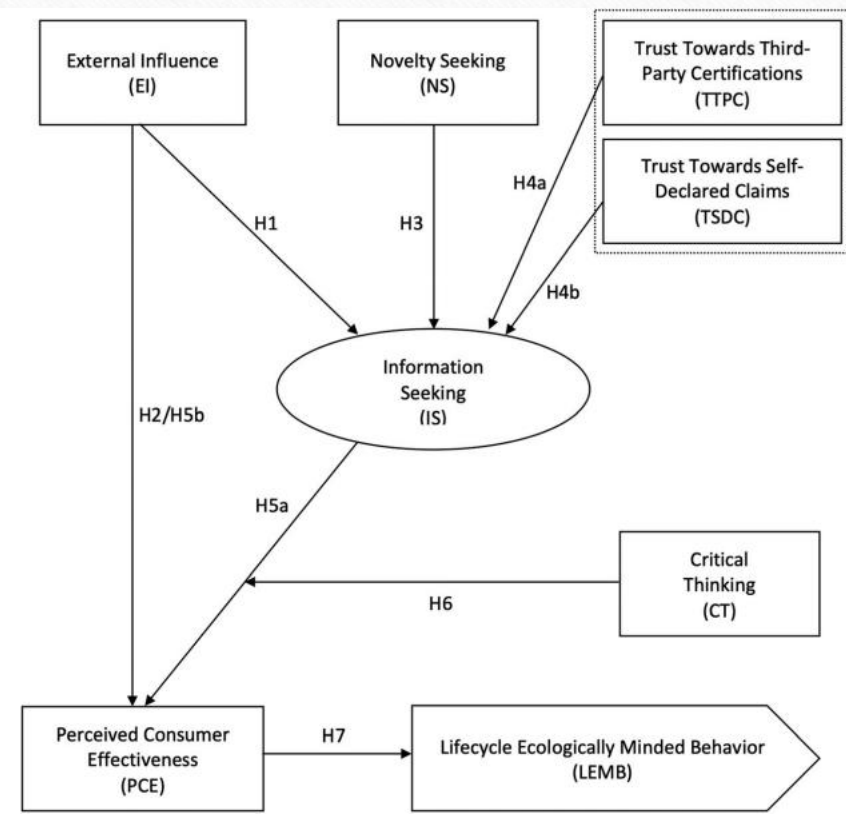 External Influence
(EI)
Novelty Seeking
(NS)
Trust Towards Third-
Party Certifications
(TTPC)
Trust Towards Self-
Declared Claims
(TSDC)
H4a
H1
H3
H4b
Information
Seeking
(IS)
H2/H5b
H5a
Critical
Thinking
(CT)
H6
Perceived Consumer
Effectiveness
(PCE)
H7
Lifecycle Ecologically Minded Behavior
(LEMB)